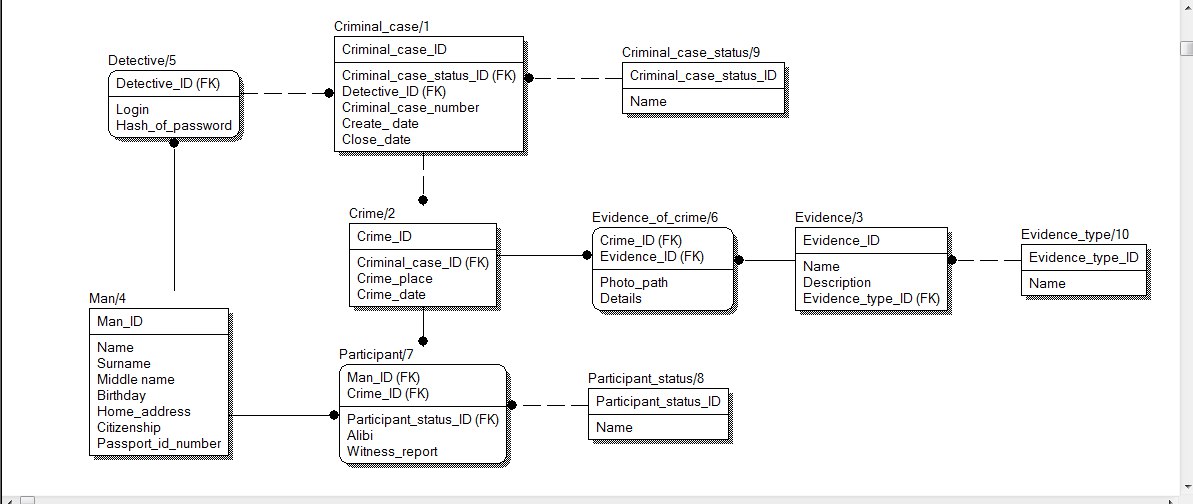 Criminal_case/1
Criminal_case_ID
Criminal_case_status_ID (FK)
Detective_ID (FK)
Criminal_case_number
Create_ date
Close_date
Detective/5
Detective_ID (FK)
Login
Hash_of_password
Criminal_case_status/9
Criminal_case_status_ID
Name
Crime/2
Crime_ID
Criminal_case_ID (FK)
Crime_place
Crime_date
Evidence_of_crime/6
Crime_ID (FK)
Evidence_ID (FK)
Photo_path
Details
Evidence/3
Evidence_ID
Name
Description
Evidence_type_ID (FK)
Evidence_type/10
Evidence_type_ID
Name
Man/4
Man_ID
Name
Surname
Middle name
Birthday
Home_address
Citizenship
Passport_id_number
Participant/7
Man_ID (FK)
Crime_ID (FK)
Participant_status_ID (FK)
Alibi
Witness_report
Participant_status/8
Participant_status_ID
Name